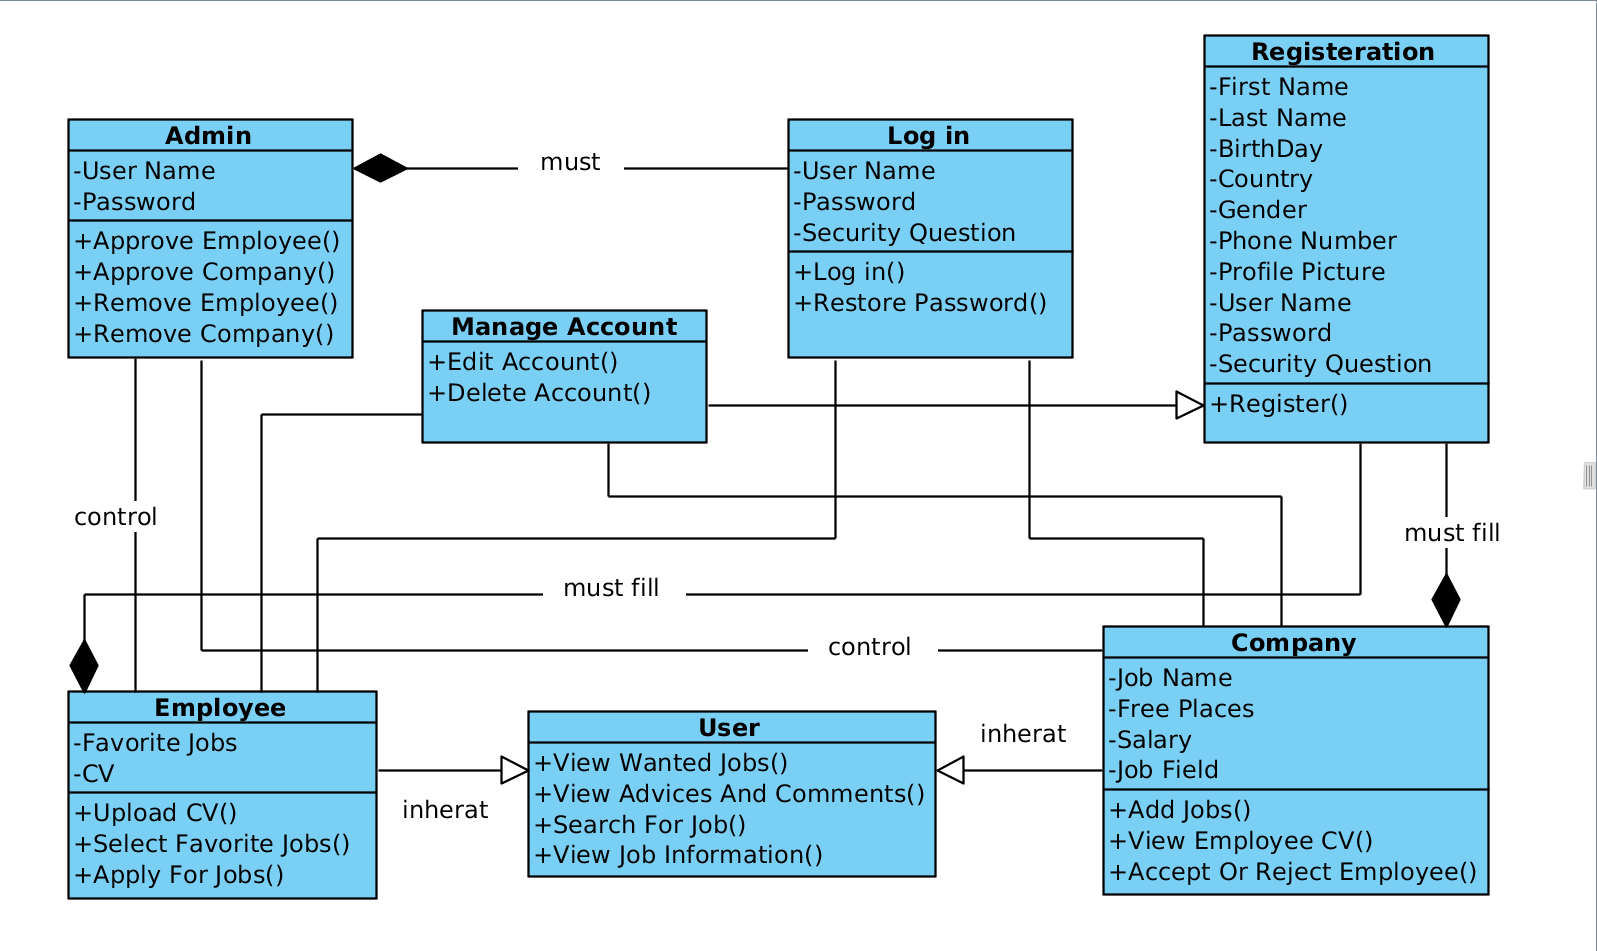 Registeration
-First Name
-Last Name
-BirthDay
-Country
-Gender
-Phone Number
-Profile Picture
-User Name
-Password
-Security Question
+Register()
Admin
-User Name
-Password
+Approve Employee()
+Approve Company()
+Remove Employee()
+Remove Company()
must
Log in
-User Name
-Password
-Security Question
+Log in()
+Restore Password()
Manage Account
+Edit Account()
+Delete Account()
control
must fill
must fill
control
Employee
-Favorite Jobs
-CV
+Upload CV()
+Select Favorite Jobs()
+Apply For Jobs()
inherat
User
+View Wanted Jobs()
+View Advices And Comments()
+Search For Job()
+View Job Information()
inherat
Company
-Job Name
-Free Places
-Salary
-Job Field
+Add Jobs()
+View Employee CV()
+Accept Or Reject Employee()